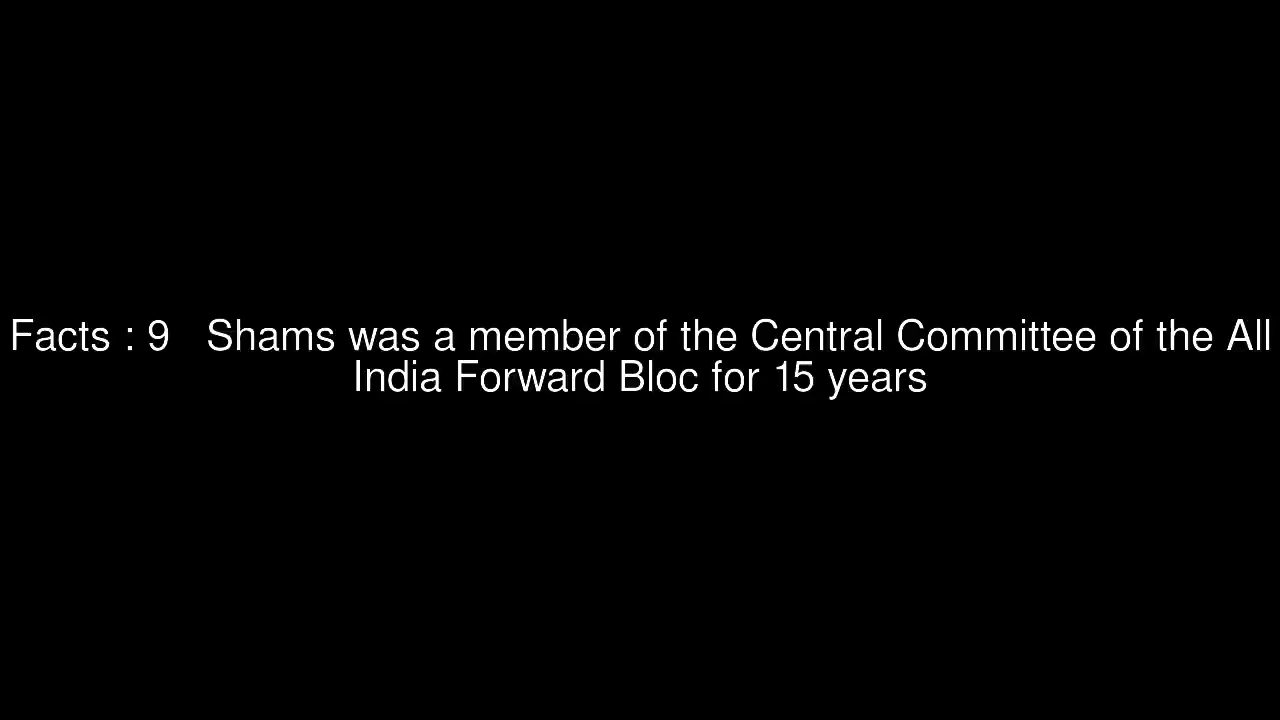 Facts : 9   Shams was a member of the Central Committee of the All
India Forward Bloc for 15 years